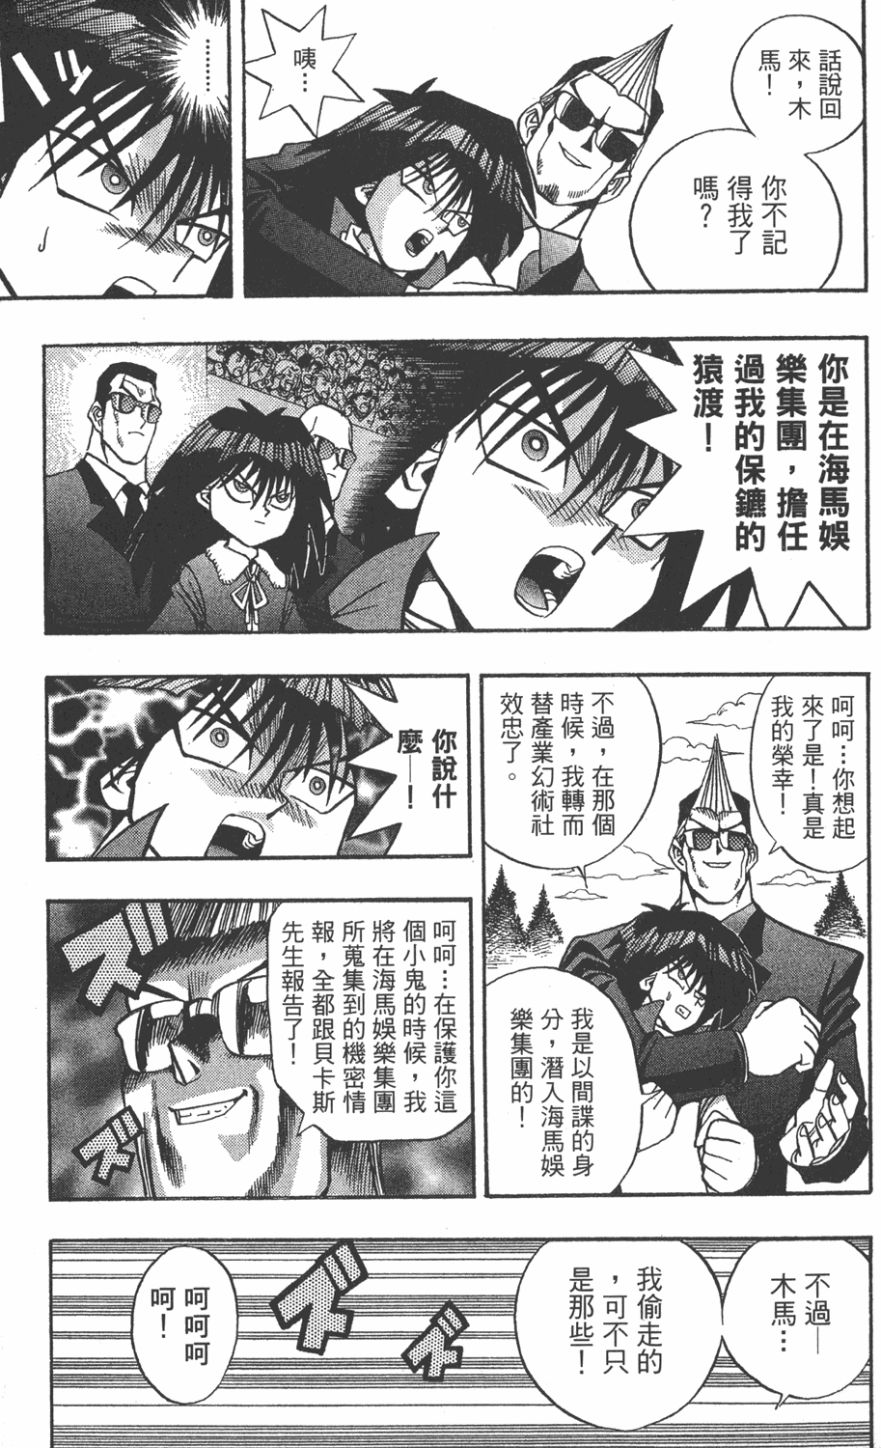 話說回
來，木
馬！
你不記
得我了
嗎？
咦…
………
ツ"
你是在海馬娛
樂集團，擔任
過我的保鑣的
猿渡！
呵呵…你想起
來了是！真是
我的榮幸！
不過，在那個
時候，我轉而
替產業幻術社
效忠了。
我是以間諜的身
分，潛入海馬娛
樂集團的！
你說什
麼—！
呵呵…在保護你這
個小鬼的時候，我
將在海馬娛樂集團
所蒐集到的機密情
報，全都跟貝卡斯
先生報告了！
ズ
ズ
不過—
木馬…
我偷走的
，可不只
是那些！
ズ
ズ
呵呵呵
呵！